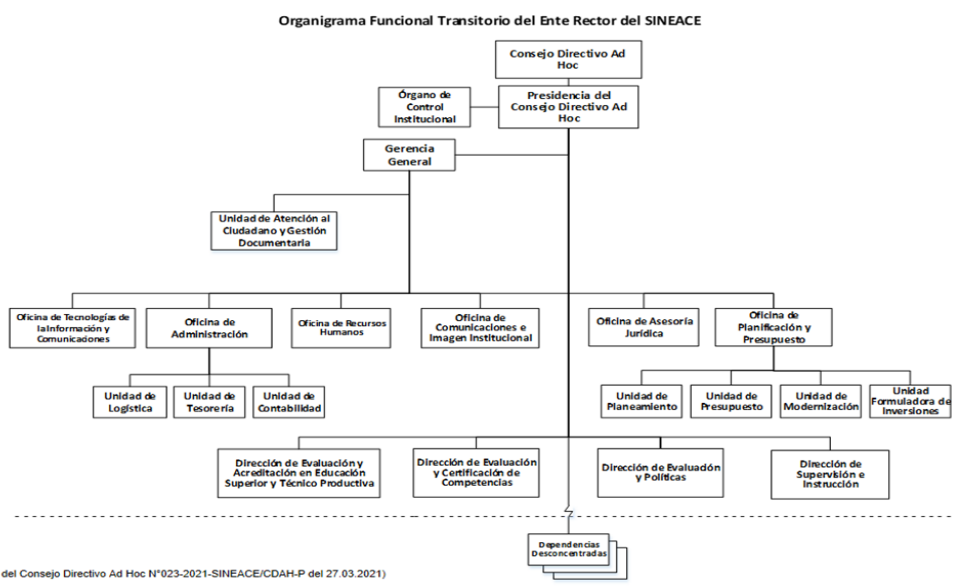 Organigrama Funcional Transitorio del Ente Rector del SINEACE
Consejo Directivo Ad
Hoc
Órgano de
Control
Institucional
Presidencia del
Consejo Directivo Ad
Hoc
Gerencia
General
Unidad de Atención al
Ciudadano y Gestión
Documentaria
Oficina de Tecnologías de
la Información y
Comunicaciones
Oficina de
Administración
Oficina de Recursos
Humanos
Oficina de
Comunicaciones e
Imagen Institucional
Oficina de Asesoría
Jurídica
Oficina de
Planificación y
Presupuesto
Unidad de
Logística
Unidad de
Tesorería
Unidad de
Contabilidad
Unidad de
Planeamiento
Unidad de
Presupuesto
Unidad de
Modernización
Unidad
Formuladora de
Inversiones
Dirección de Evaluación y
Acreditación en Educación
Superior y Técnico Productiva
Dirección de Evaluación
y Certificación de
Competencias
Dirección de Evaluación
y Políticas
Dirección de
Supervisión e
Instrucción
Dependencias
Desconcentradas
del Consejo Directivo Ad Hoc N°023-2021-SINEACE/CDAH-P del 27.03.2021)